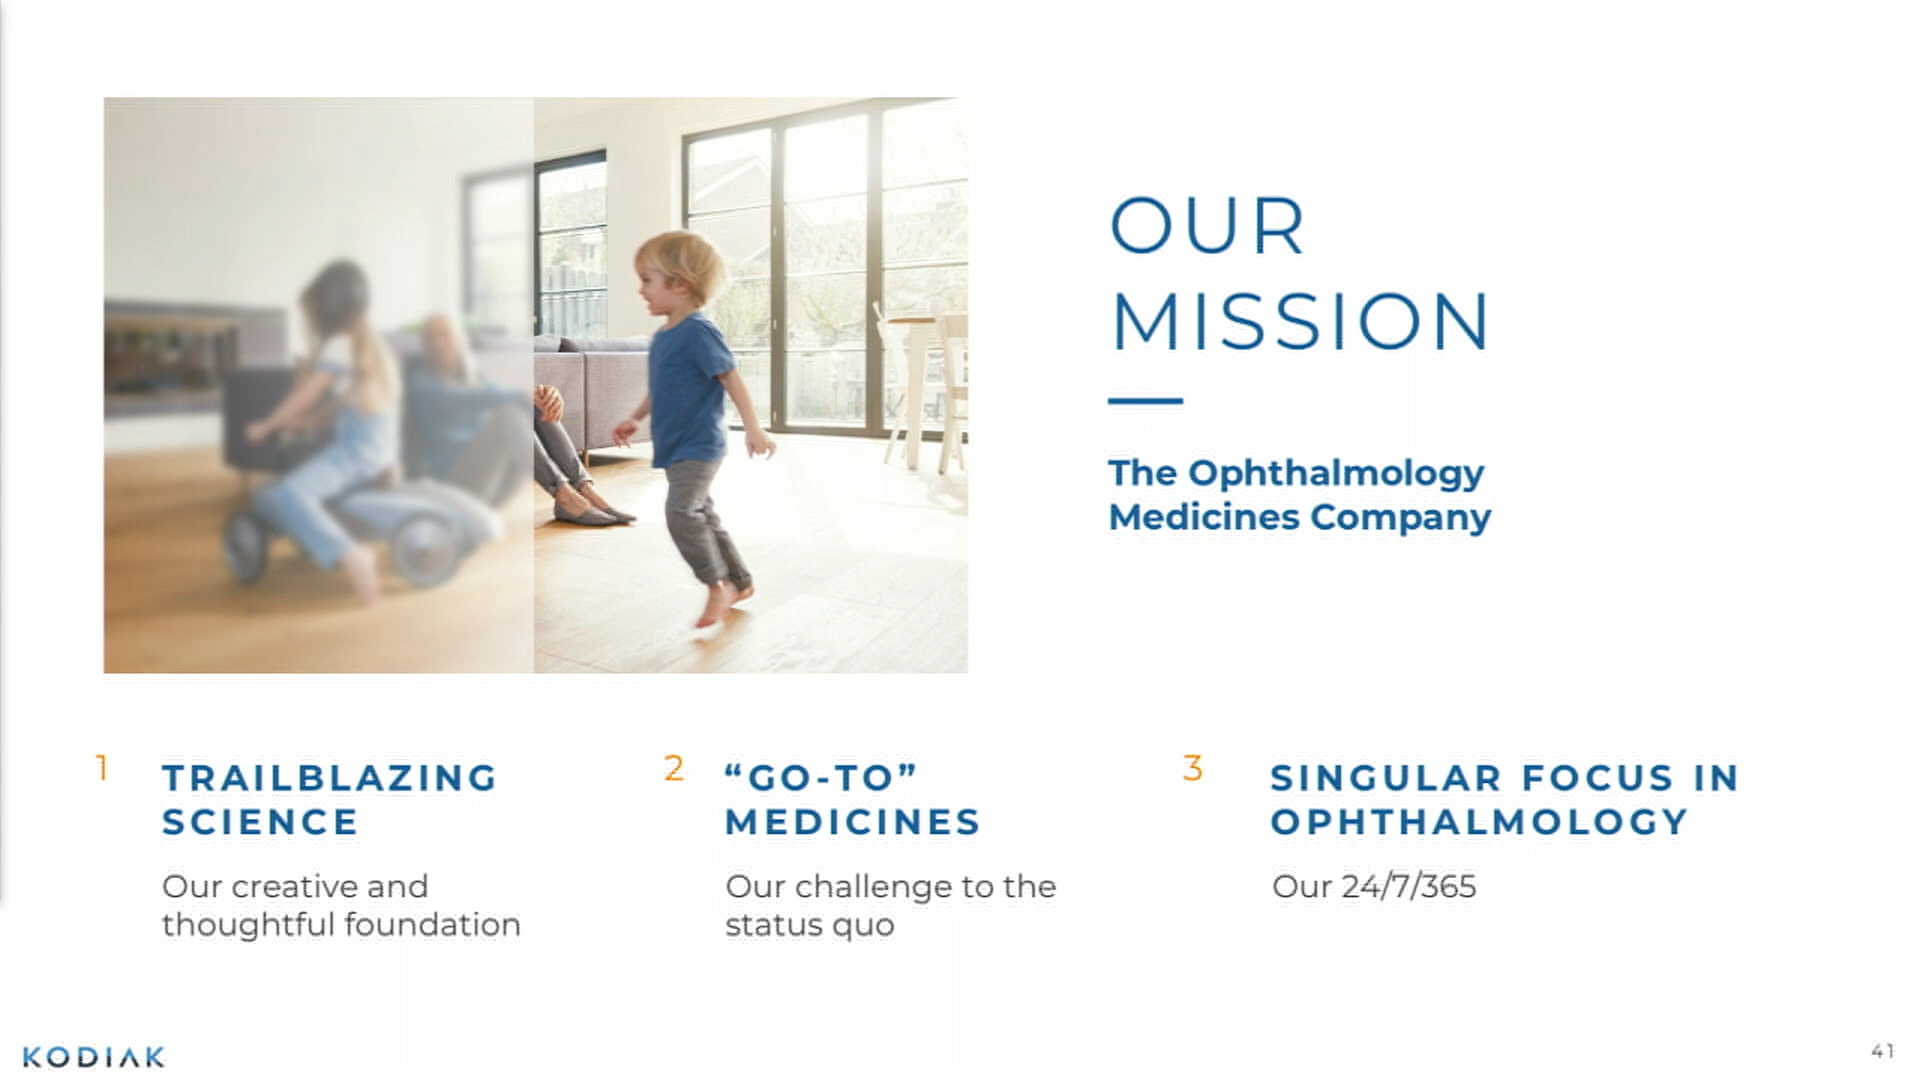 OUR
MISSION
The Ophthalmology
Medicines Company
1
TRAILBLAZING
SCIENCE
Our creative and
thoughtful foundation
2
“GO-TO”
MEDICINES
Our challenge to the
status quo
3
SINGULAR FOCUS IN
OPHTHALMOLOGY
Our 24/7/365
KODIAK
41